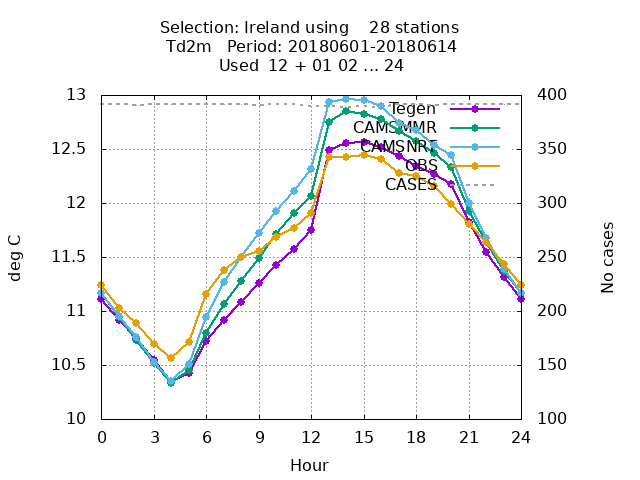 Selection: Ireland using 28 stations
Td2m Period: 20180601-20180614
Used 12 + 01 02 ... 24
13 400
Tegen
CAMSMMR
12.5 CAMSNRT 350
OBS
CASES
12 300
11.5 250
deg C
No cases
11 200
10.5 150
10 100
0 3 6 9 12 15 18 21 24
Hour